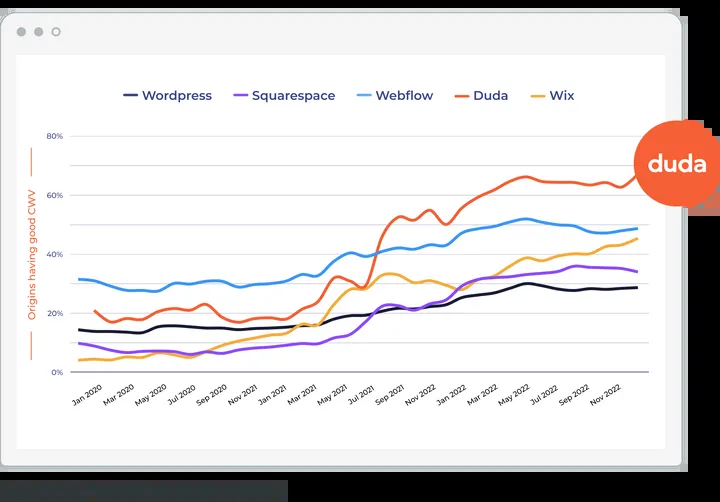 Wordpress Squarespace Webflow Duda Wix
80%
duda
60%
Origins having good CWV
40%
20%
0%
Jan 2020 Mar 2020 May 2020 Jul 2020 Sep 2020 Nov 2021 Jan 2021 Mar 2021 May 2021 Jul 2021 Sep 2021 Nov 2022 Jan 2022 Mar 2022 May 2022 Jul 2022 Sep 2022 Nov 2022